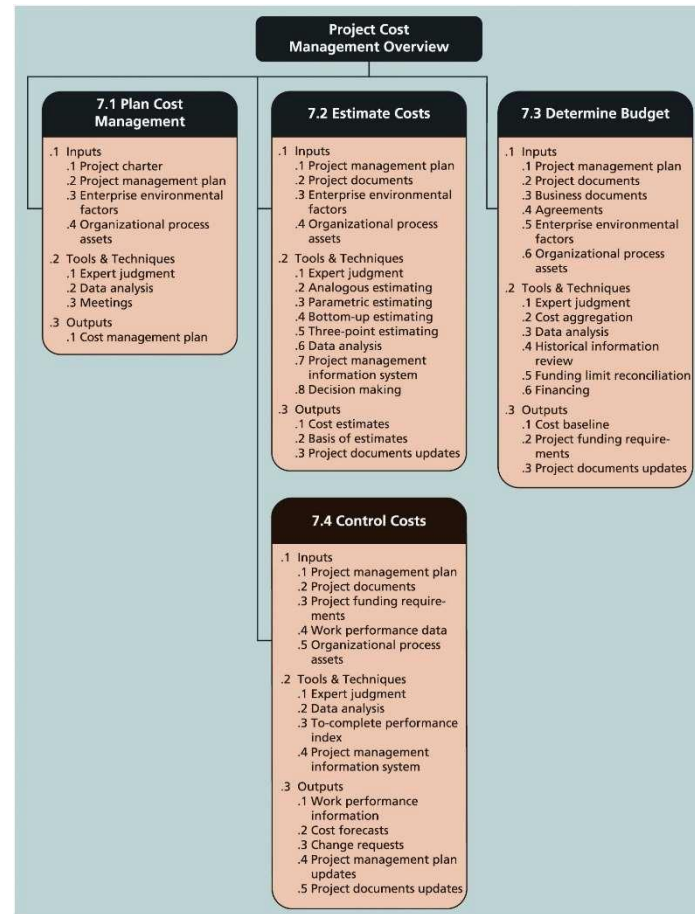 Project Cost
Management Overview
7.1 Plan Cost
Management
.1 Inputs
.1 Project charter
.2 Project management plan
.3 Enterprise environmental
factors
.4 Organizational process
assets
.2 Tools & Techniques
.1 Expert judgment
.2 Data analysis
.3 Meetings
.3 Outputs
.1 Cost management plan
7.2 Estimate Costs
.1 Inputs
.1 Project management plan
.2 Project documents
.3 Enterprise environmental
factors
.4 Organizational process
assets
.2 Tools & Techniques
.1 Expert judgment
.2 Analogous estimating
.3 Parametric estimating
.4 Bottom-up estimating
.5 Three-point estimating
.6 Data analysis
.7 Project management
information system
.8 Decision making
.3 Outputs
.1 Cost estimates
.2 Basis of estimates
.3 Project documents updates
7.3 Determine Budget
.1 Inputs
.1 Project management plan
.2 Project documents
.3 Business documents
.4 Agreements
.5 Enterprise environmental
factors
.6 Organizational process
assets
.2 Tools & Techniques
.1 Expert judgment
.2 Cost aggregation
.3 Data analysis
.4 Historical information
review
.5 Funding limit reconciliation
.6 Financing
.3 Outputs
.1 Cost baseline
.2 Project funding require-
ments
.3 Project documents updates
7.4 Control Costs
.1 Inputs
.1 Project management plan
.2 Project documents
.3 Project funding require-
ments
.4 Work performance data
.5 Organizational process
assets
.2 Tools & Techniques
.1 Expert judgment
.2 Data analysis
.3 To-complete performance
index
.4 Project management
information system
.3 Outputs
.1 Work performance
information
.2 Cost forecasts
.3 Change requests
.4 Project management plan
updates
.5 Project documents updates